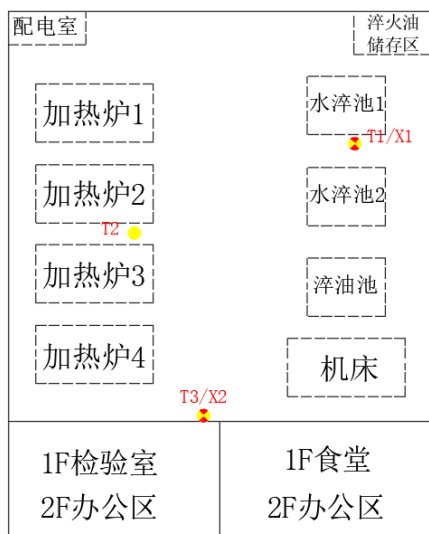 配电室
淬火油
储存区
加热炉1
水淬池1
T1/X1
加热炉2
水淬池2
T2
加热炉3
淬油池
加热炉4
机床
T3/X2
1F检验室
2F办公区
1F食堂
2F办公区